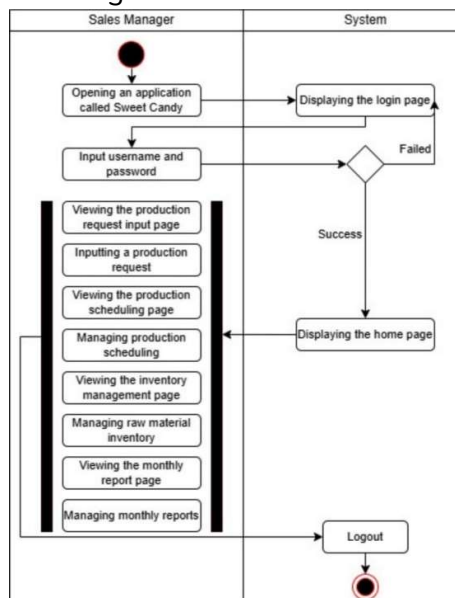 Sales Manager
System
Opening an application
called Sweet Candy
Displaying the login page
Input username and
password
Failed
Viewing the production
request input page
Inputting a production
request
Success
Viewing the production
scheduling page
Managing production
scheduling
Displaying the home page
Viewing the inventory
management page
Managing raw material
inventory
Viewing the monthly
report page
Managing monthly reports
Logout